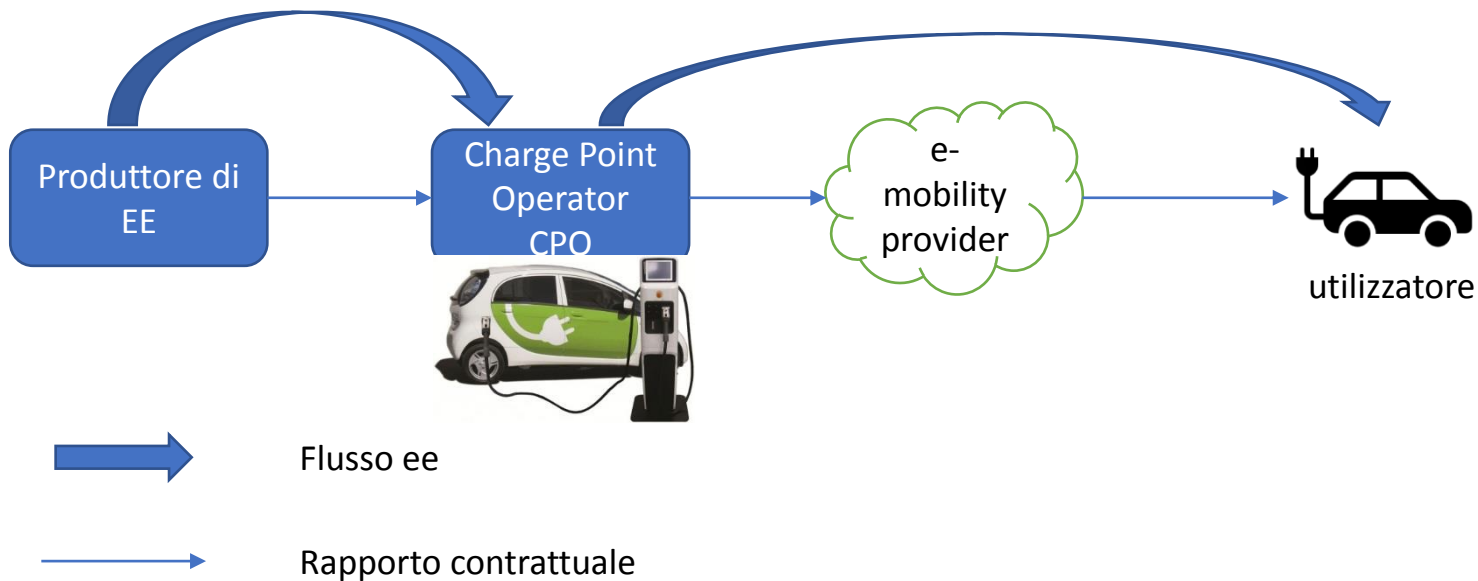 Produttore di
EE
Charge Point
Operator
CPO
e-
mobility
provider
utilizzatore
Flusso ee
Rapporto contrattuale